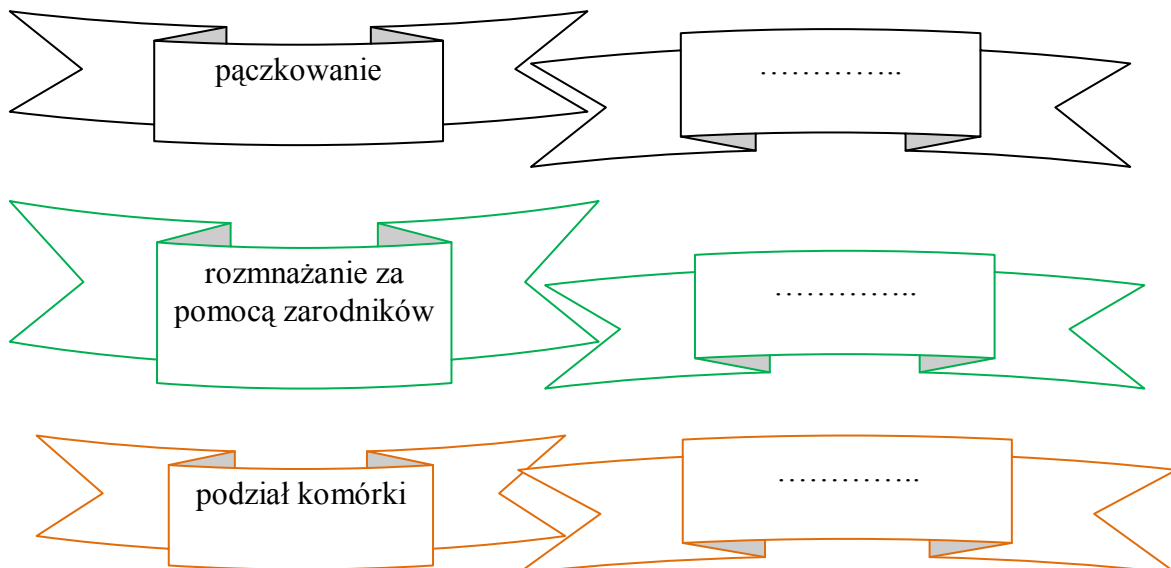 pączkowanie
…………..
rozmnażanie za
pomocą zarodników
…………..
podział komórki
…………..